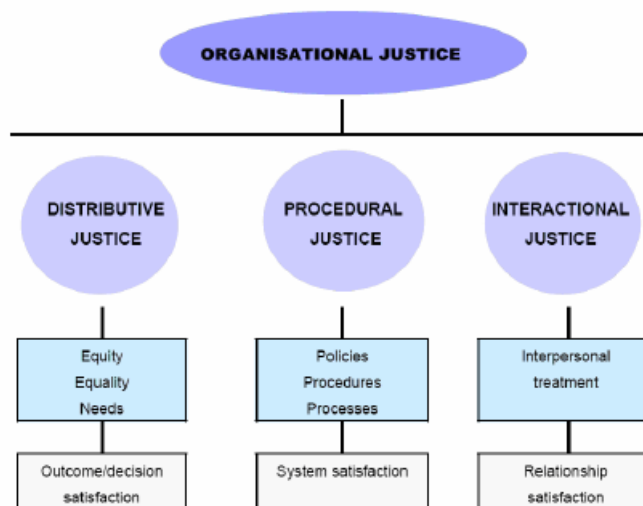 ORGANISATIONAL JUSTICE
DISTRIBUTIVE
JUSTICE
PROCEDURAL
JUSTICE
INTERACTIONAL
JUSTICE
Equity
Equality
Needs
Policies
Procedures
Processes
Interpersonal
treatment
Outcome/decision
satisfaction
System satisfaction
Relationship
satisfaction